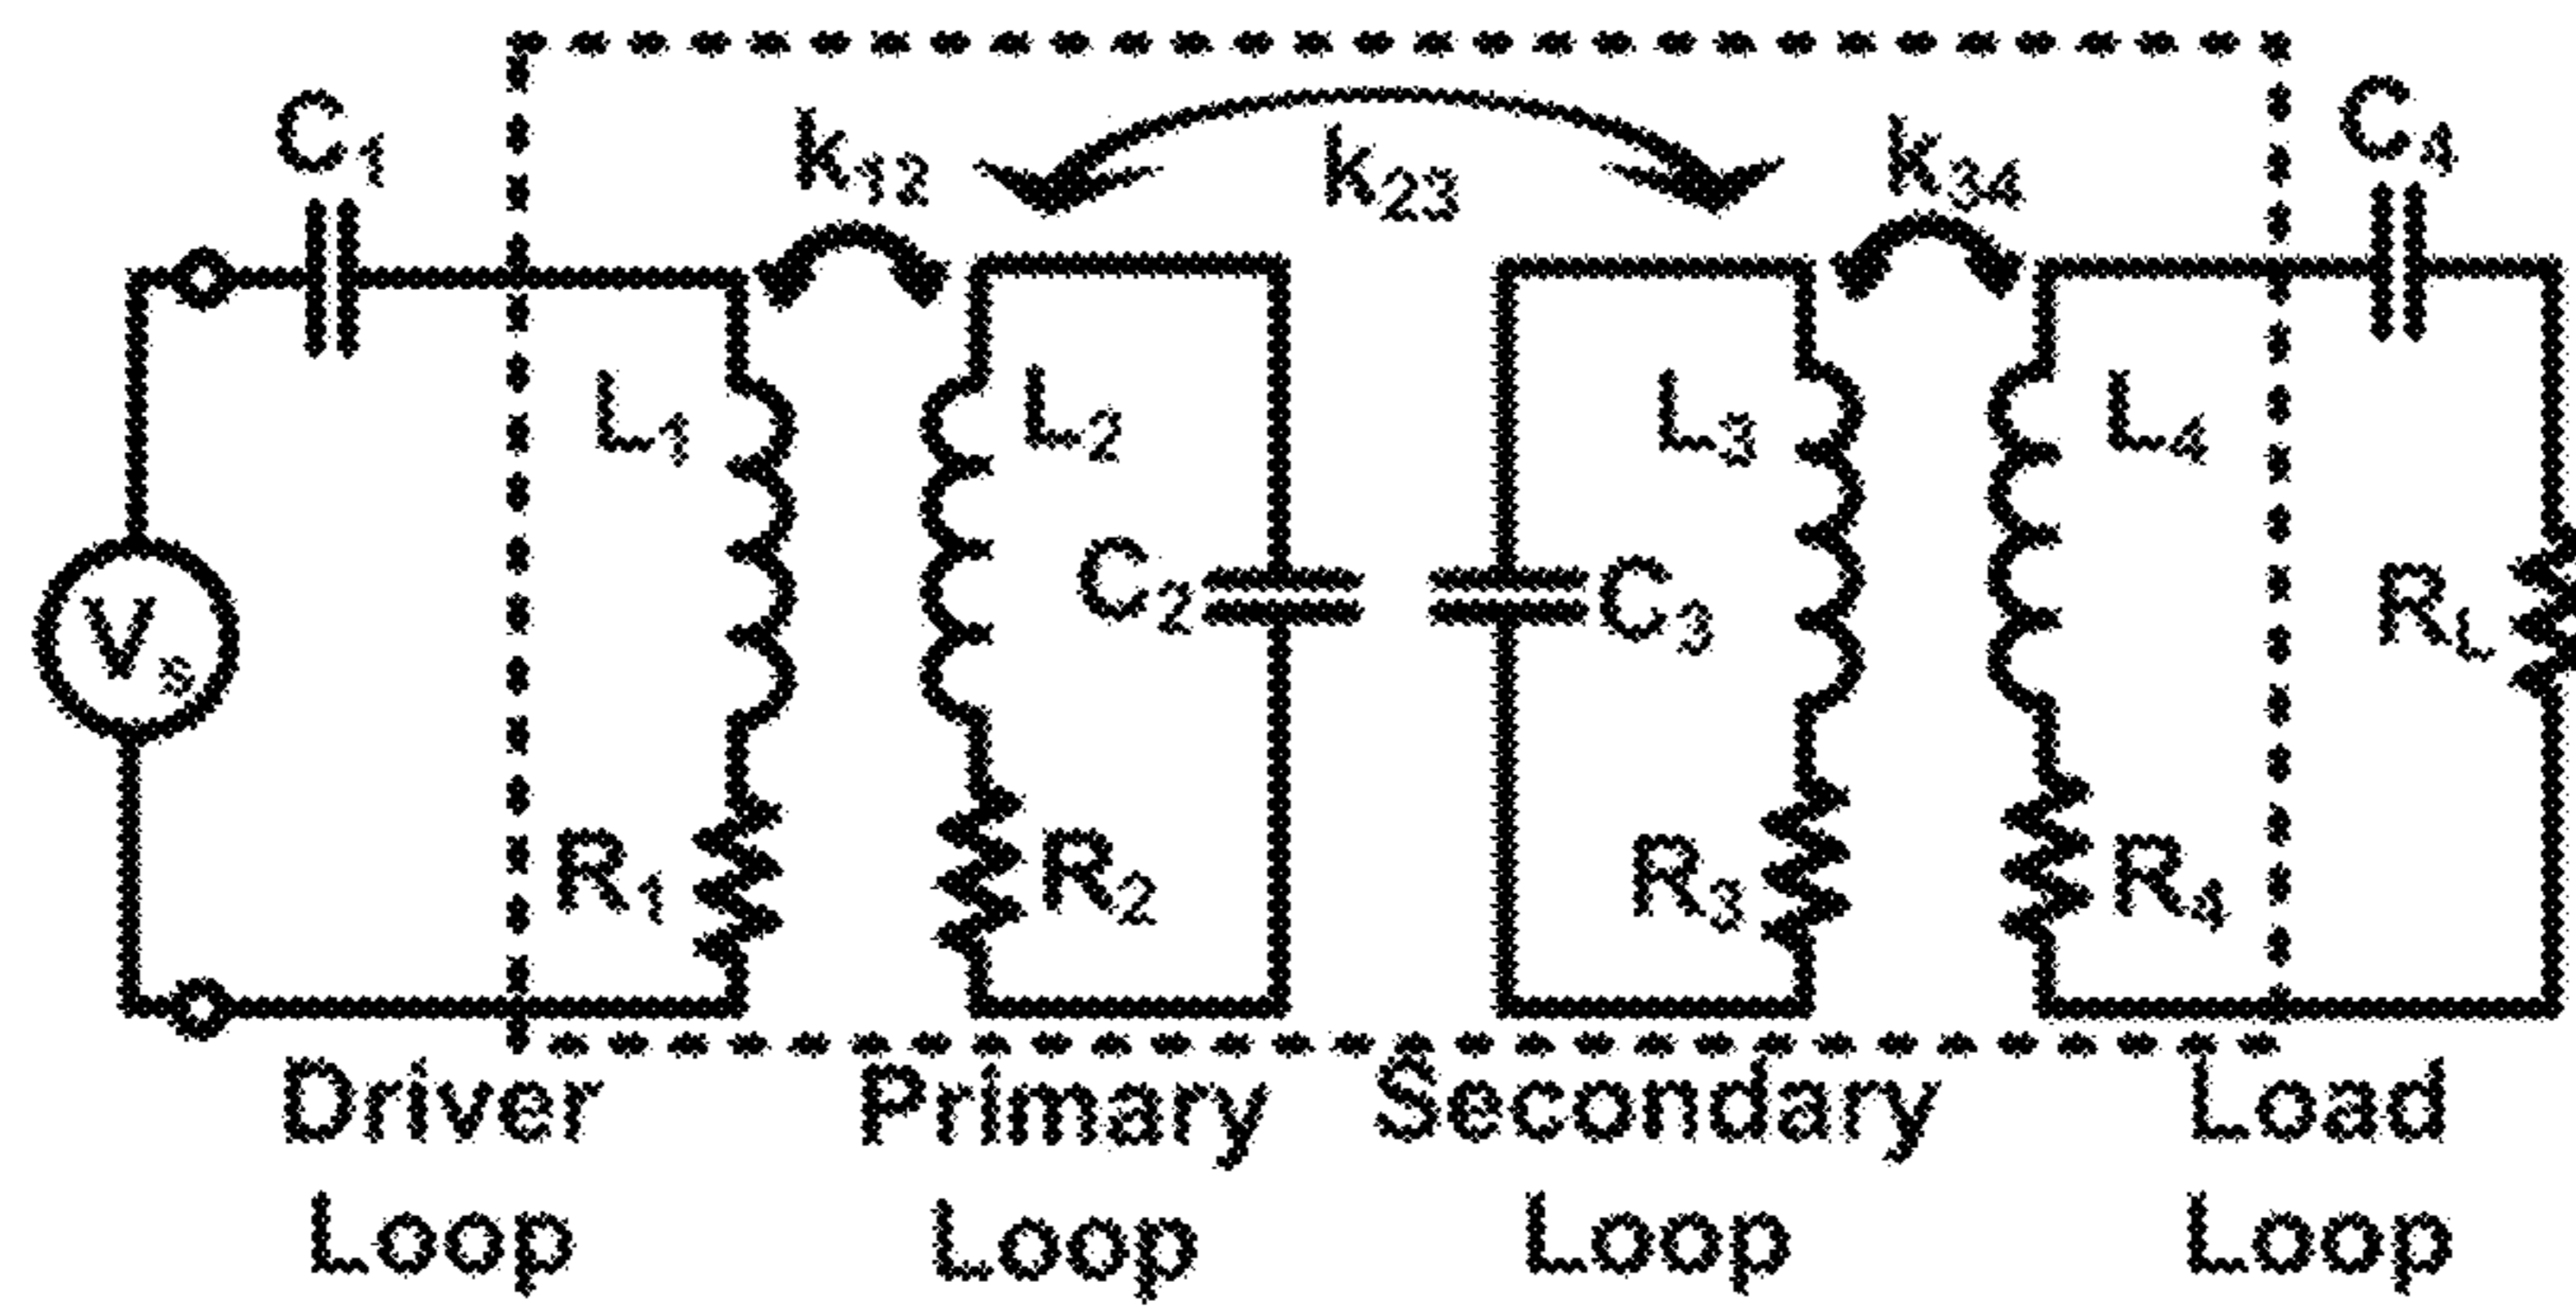 C1
k12
k23
k34
C4
L1
L2
L3
L4
Vs
C2
C3
RL
R1
R2
R3
R4
Driver Loop
Primary Loop
Secondary Loop
Load Loop